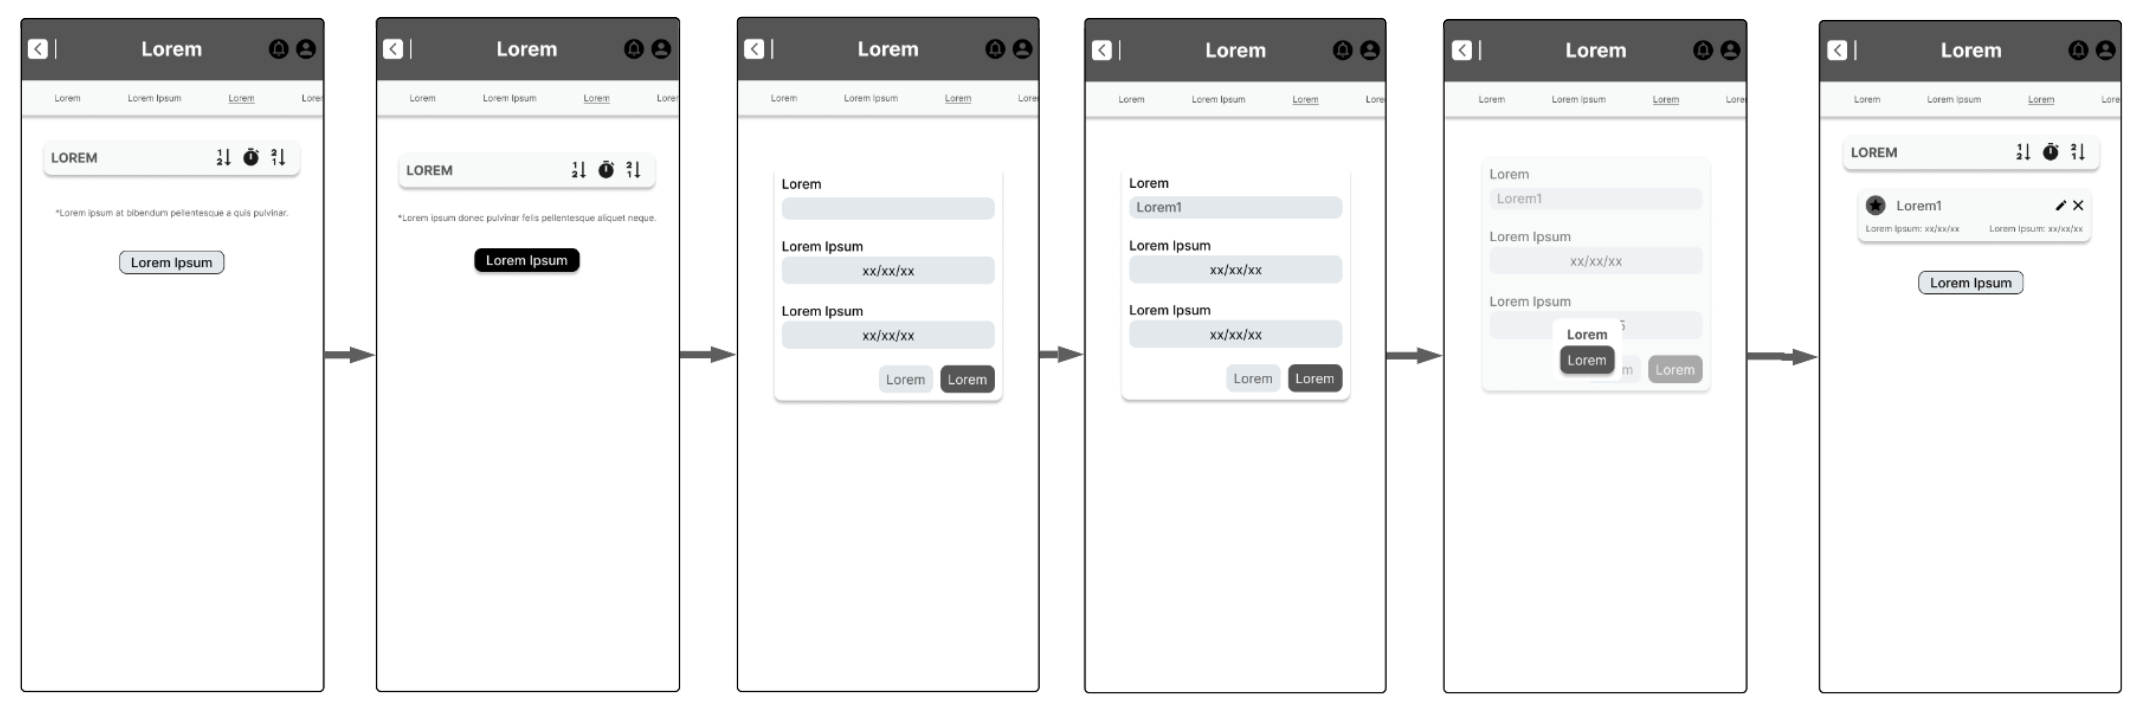 Lorem
Lorem Lorem Ipsum Lorem Lore
LOREM
*Lorem ipsum at bibendum pellentesque a quis pulvinar.
Lorem Ipsum
Lorem
Lorem Lorem Ipsum Lorem Lore
LOREM
*Lorem ipsum donec pulvinar felis pellentesque aliquet neque.
Lorem Ipsum
Lorem
Lorem Lorem Ipsum Lorem Lore
Lorem
Lorem Ipsum
xx/xx/xx
Lorem Ipsum
xx/xx/xx
Lorem Lorem
Lorem
Lorem Lorem Ipsum Lorem Lore
Lorem
Lorem1
Lorem Ipsum
xx/xx/xx
Lorem Ipsum
xx/xx/xx
Lorem Lorem
Lorem
Lorem Lorem Ipsum Lorem Lore
Lorem
Lorem1
Lorem Ipsum
xx/xx/xx
Lorem Ipsum
Lorem
Lorem
m Lorem
Lorem
Lorem Lorem Ipsum Lorem Lore
LOREM
Lorem1
Lorem Ipsum: xx/xx/xx Lorem Ipsum: xx/xx/xx
Lorem Ipsum